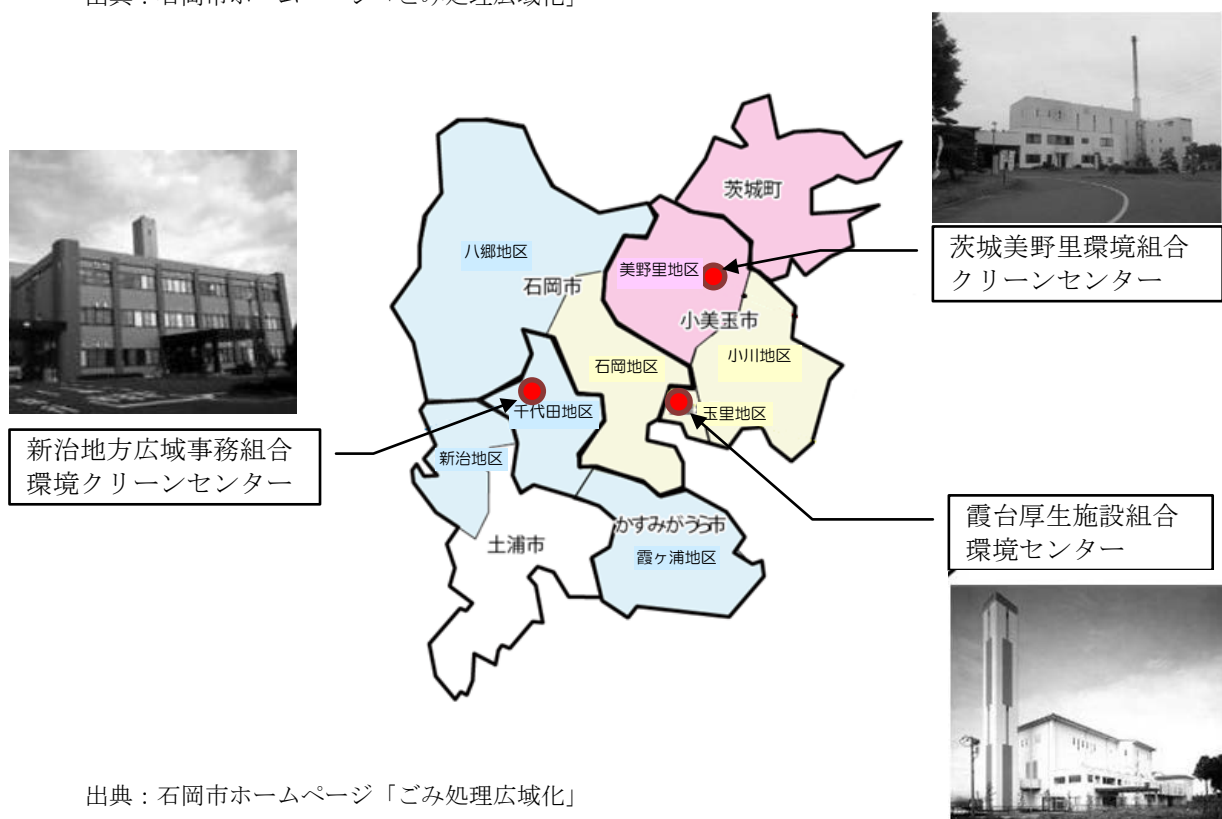 出典：石岡市ホームページ「ごみ処理広域化」
茨城町
八郷地区
美野里地区
石岡市
茨城美野里環境組合
クリーンセンター
小美玉市
小川地区
石岡地区
千代田地区
玉里地区
新治地方広域事務組合
環境クリーンセンター
新治地区
かすみがうら市
土浦市
霞ヶ浦地区
霞台厚生施設組合
環境センター
出典：石岡市ホームページ「ごみ処理広域化」